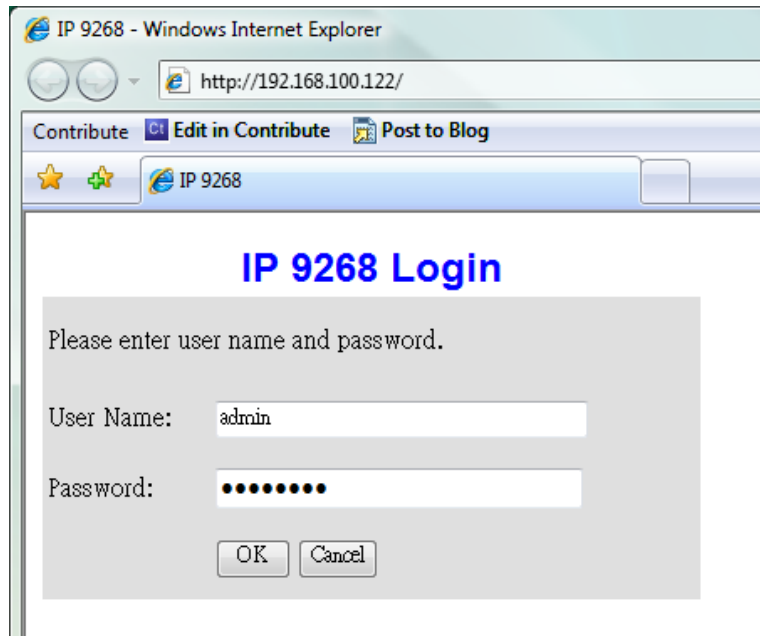 IP 9268 - Windows Internet Explorer
http://192.168.100.122/
Contribute Ct Edit in Contribute Post to Blog
IP 9268
IP 9268 Login
Please enter user name and password.
User Name: admin
Password: ••••••••
OK Cancel